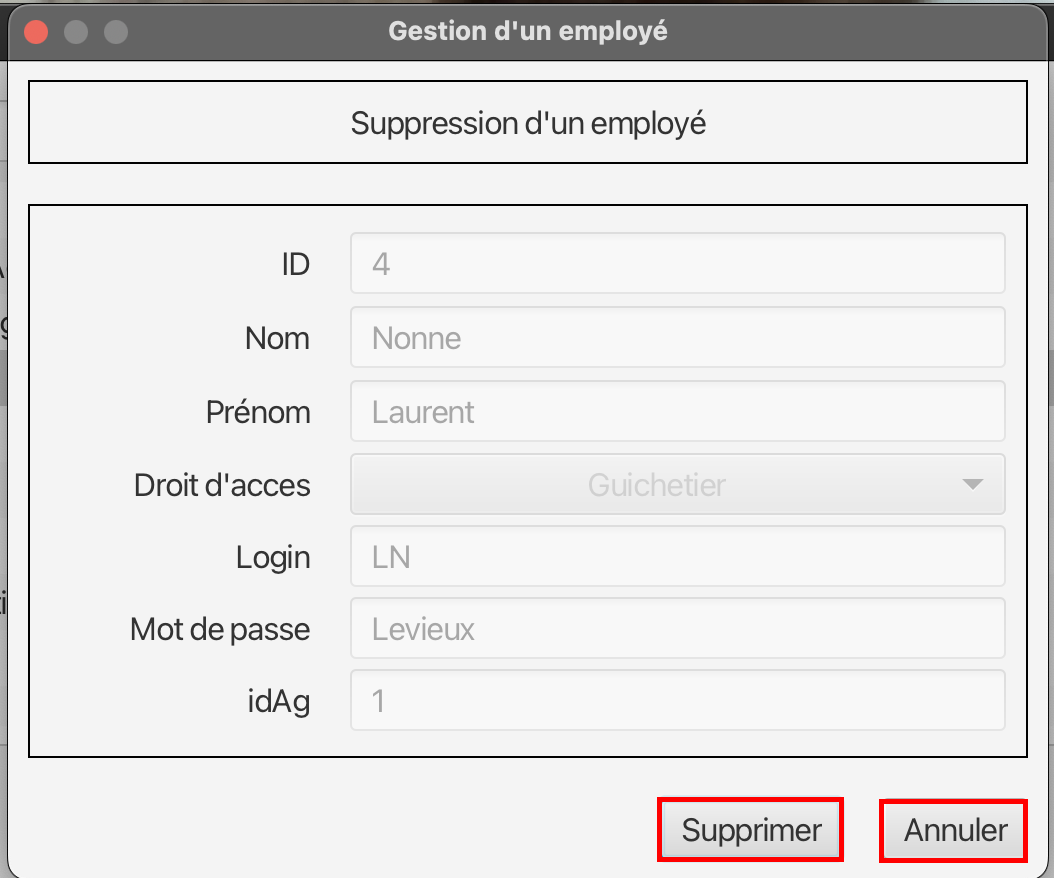 Gestion d'un employé
Suppression d'un employé
ID 4
Nom Nonne
Prénom Laurent
Droit d'acces Guichetier
Login LN
Mot de passe Levieux
idAg 1
Supprimer Annuler